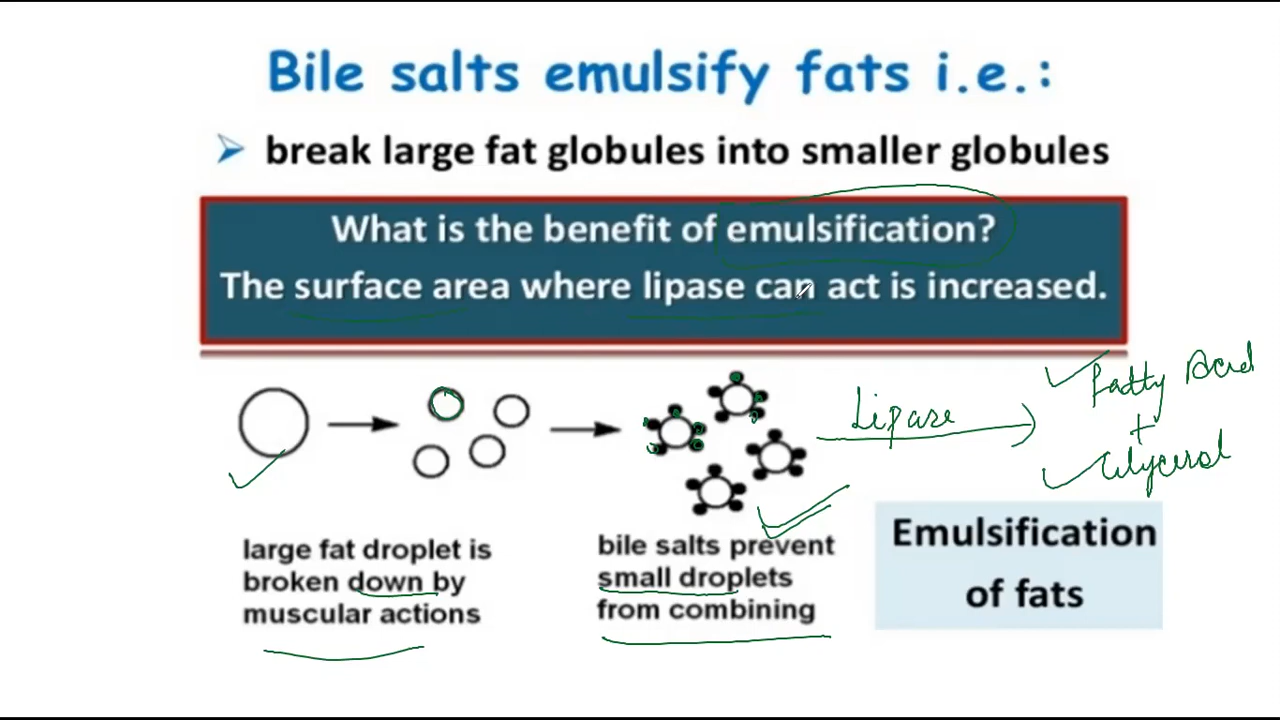 Bile salts emulsify fats i.e.:
break large fat globules into smaller globules
What is the benefit of emulsification?
The surface area where lipase can act is increased.
Lipase
Fatty Acid
+
Glycerol
large fat droplet is
broken down by
muscular actions
bile salts prevent
small droplets
from combining
Emulsification
of fats